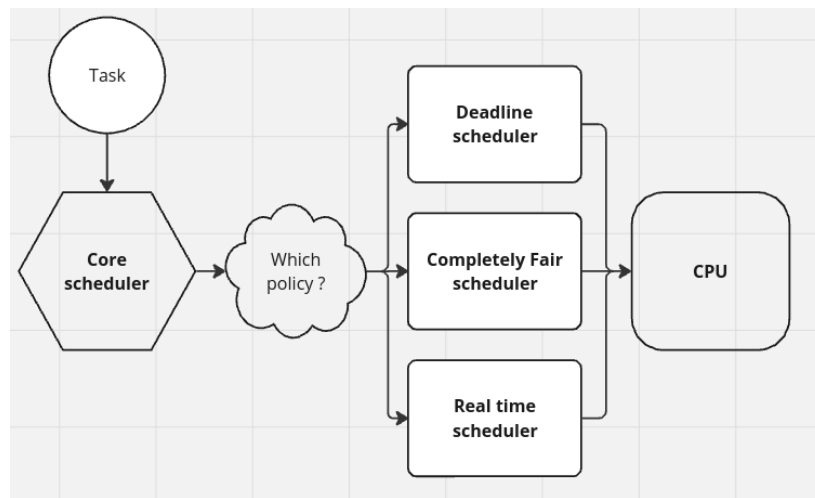 Task
Core
scheduler
Which
policy ?
Deadline
scheduler
Completely Fair
scheduler
Real time
scheduler
CPU